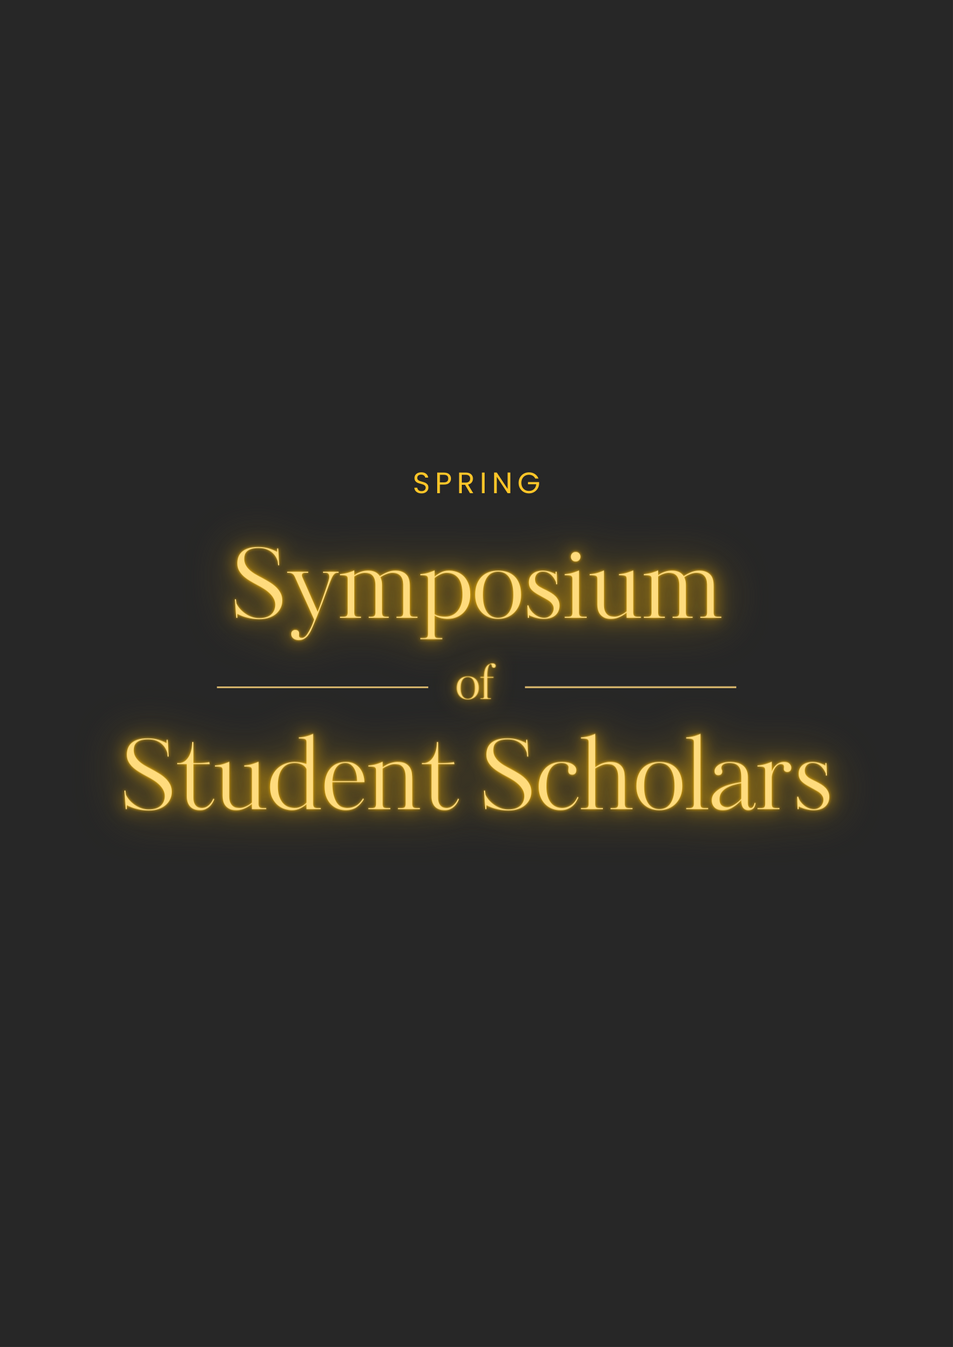 SPRING
Symposium
of
Student Scholars